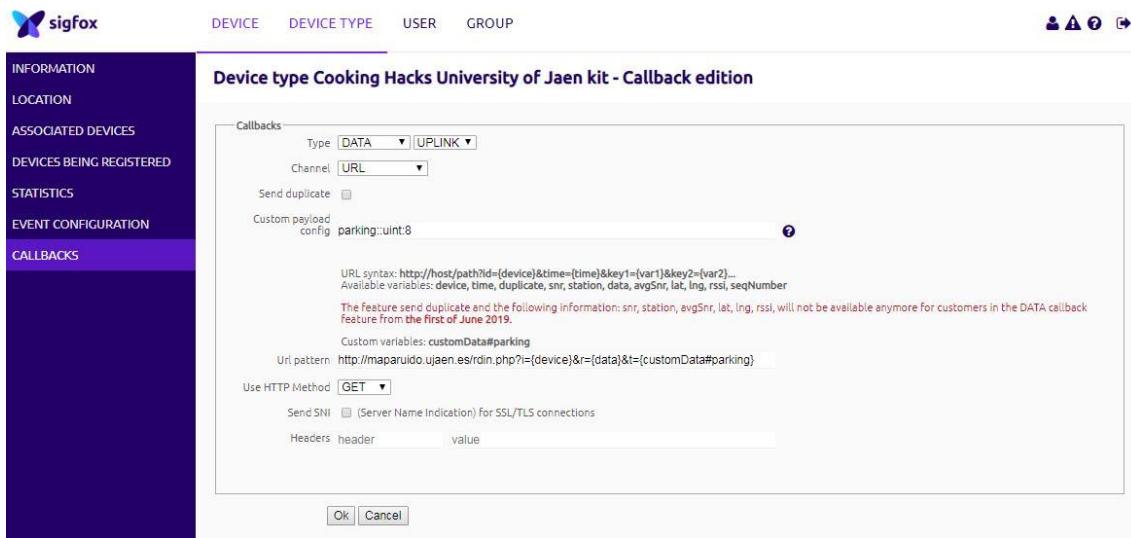 sigfox
DEVICE DEVICE TYPE USER GROUP
INFORMATION
LOCATION
ASSOCIATED DEVICES
DEVICES BEING REGISTERED
STATISTICS
EVENT CONFIGURATION
CALLBACKS
Device type Cooking Hacks University of Jaen kit - Callback edition
Callbacks
Type DATA UPLINK
Channel URL
Send duplicate
Custom payload
config parking::uint:8
URL syntax: http://host/path?id={device}&time={time}&key1={var1}&key2={var2}...
Available variables: device, time, duplicate, snr, station, data, avgSnr, lat, lng, rssi, seqNumber
The feature send duplicate and the following information: snr, station, avgSnr, lat, lng, rssi, will not be available anymore for customers in the DATA callback
feature from the first of June 2019.
Custom variables: customData#parking
Url pattern http://maparuido.ujaen.es/rdin.php?i={device}&r={data}&t={customData#parking}
Use HTTP Method GET
Send SNI (Server Name Indication) for SSL/TLS connections
Headers header value
Ok Cancel